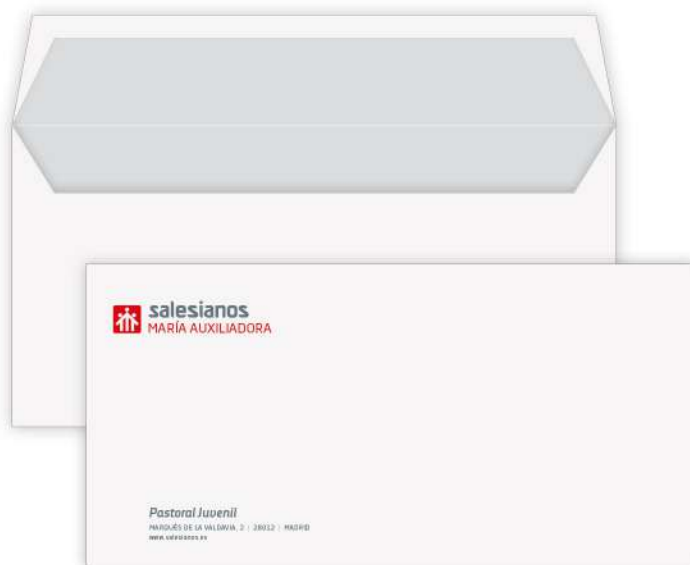 salesianos
MARÍA AUXILIADORA
Pastoral Juvenil
MARQUÉS DE LA VALDAVIA, 2 | 28012 | MADRID
www.salesianos.es